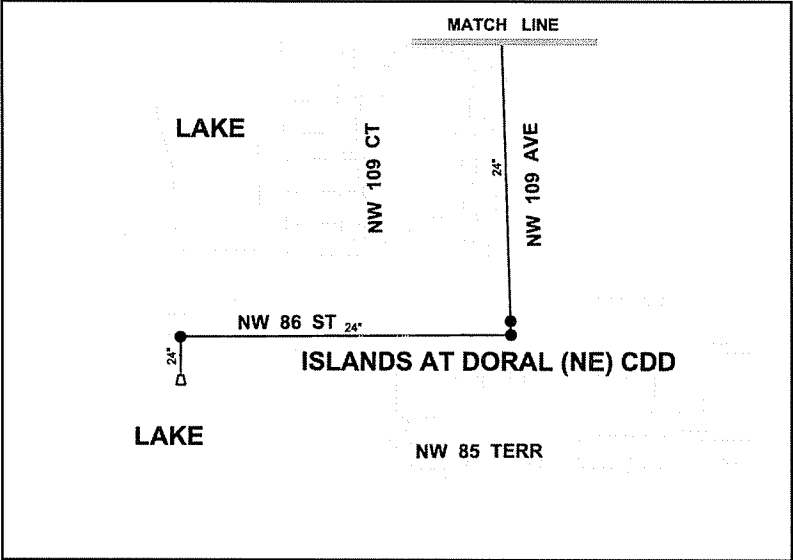 MATCH LINE
LAKE
NW 109 CT
24"
NW 109 AVE
NW 86 ST 24"
24"
ISLANDS AT DORAL (NE) CDD
LAKE
NW 85 TERR